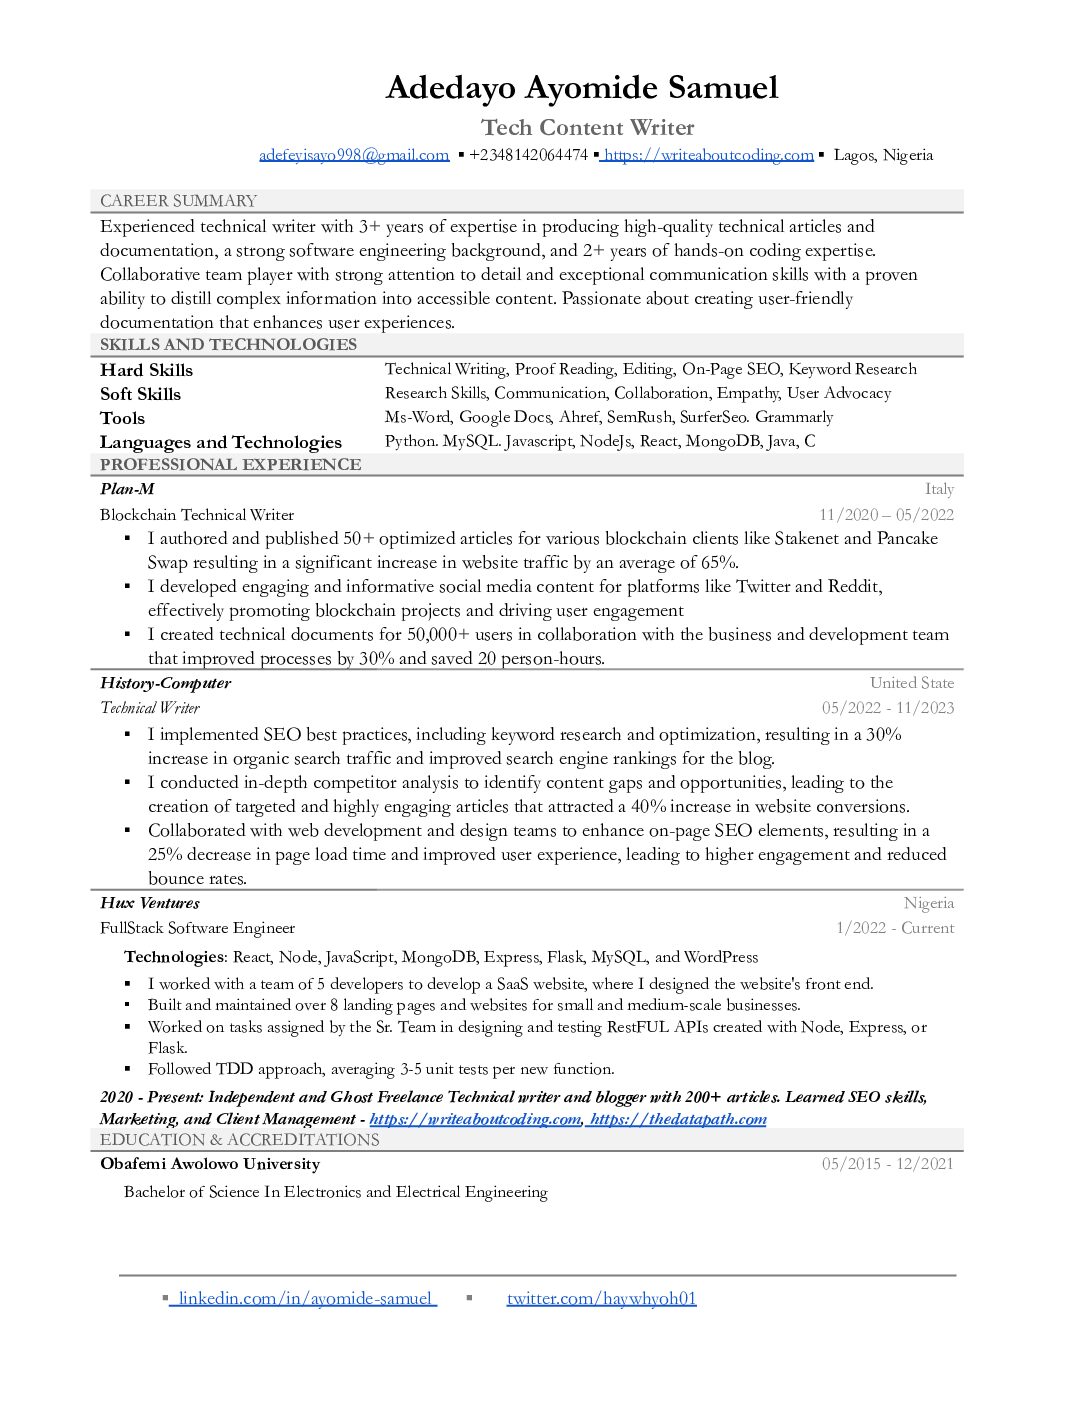 Adedayo Ayomide Samuel
Tech Content Writer
adefeyisayo998@gmail.com ▪ +2348142064474 ▪ https://writeaboutcoding.com ▪ Lagos, Nigeria
CAREER SUMMARY
Experienced technical writer with 3+ years of expertise in producing high-quality technical articles and
documentation, a strong software engineering background, and 2+ years of hands-on coding expertise.
Collaborative team player with strong attention to detail and exceptional communication skills with a proven
ability to distill complex information into accessible content. Passionate about creating user-friendly
documentation that enhances user experiences.
SKILLS AND TECHNOLOGIES
Hard Skills Technical Writing, Proof Reading, Editing, On-Page SEO, Keyword Research
Soft Skills Research Skills, Communication, Collaboration, Empathy, User Advocacy
Tools Ms-Word, Google Docs, Ahref, SemRush, SurferSeo. Grammarly
Languages and Technologies Python. MySQL. Javascript, NodeJs, React, MongoDB, Java, C
PROFESSIONAL EXPERIENCE
Plan-M Italy
Blockchain Technical Writer 11/2020 – 05/2022
▪ I authored and published 50+ optimized articles for various blockchain clients like Stakenet and Pancake
Swap resulting in a significant increase in website traffic by an average of 65%.
▪ I developed engaging and informative social media content for platforms like Twitter and Reddit,
effectively promoting blockchain projects and driving user engagement
▪ I created technical documents for 50,000+ users in collaboration with the business and development team
that improved processes by 30% and saved 20 person-hours.
History-Computer United State
Technical Writer 05/2022 - 11/2023
▪ I implemented SEO best practices, including keyword research and optimization, resulting in a 30%
increase in organic search traffic and improved search engine rankings for the blog.
▪ I conducted in-depth competitor analysis to identify content gaps and opportunities, leading to the
creation of targeted and highly engaging articles that attracted a 40% increase in website conversions.
▪ Collaborated with web development and design teams to enhance on-page SEO elements, resulting in a
25% decrease in page load time and improved user experience, leading to higher engagement and reduced
bounce rates.
Hux Ventures Nigeria
FullStack Software Engineer 1/2022 - Current
Technologies: React, Node, JavaScript, MongoDB, Express, Flask, MySQL, and WordPress
▪ I worked with a team of 5 developers to develop a SaaS website, where I designed the website's front end.
▪ Built and maintained over 8 landing pages and websites for small and medium-scale businesses.
▪ Worked on tasks assigned by the Sr. Team in designing and testing RestFUL APIs created with Node, Express, or
Flask.
▪ Followed TDD approach, averaging 3-5 unit tests per new function.
2020 - Present: Independent and Ghost Freelance Technical writer and blogger with 200+ articles. Learned SEO skills,
Marketing, and Client Management - https://writeaboutcoding.com, https://thedatapath.com
EDUCATION & ACCREDITATIONS
Obafemi Awolowo University 05/2015 - 12/2021
Bachelor of Science In Electronics and Electrical Engineering
▪ linkedin.com/in/ayomide-samuel ▪ twitter.com/haywhyoh01